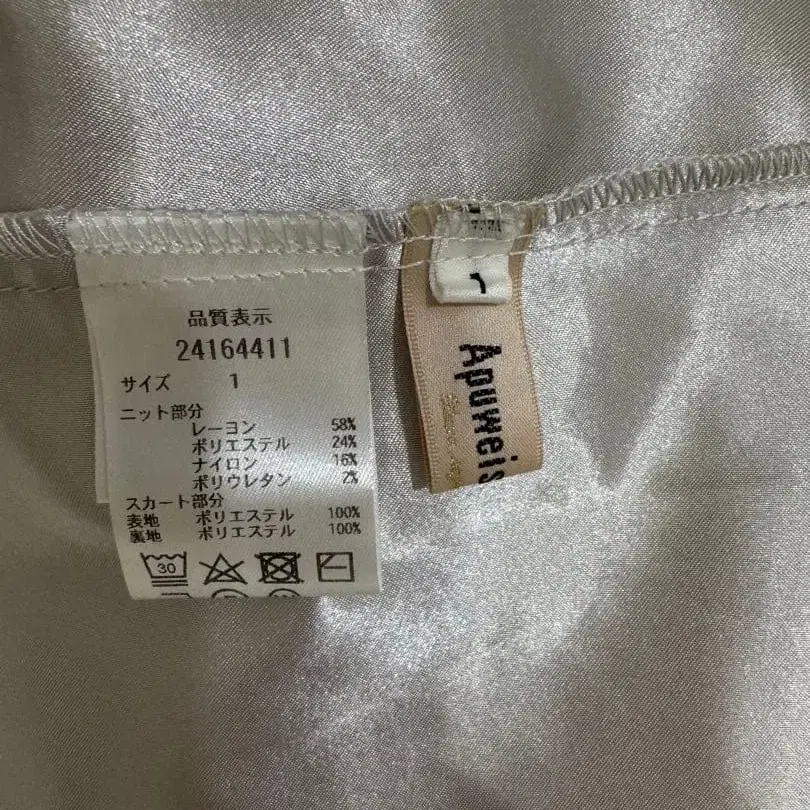 品質表示
24164411
サイズ 1
ニット部分
レーヨン 58%
ポリエステル 24%
ナイロン 16%
ポリウレタン 2%
スカート部分
表地 ポリエステル 100%
裏地 ポリエステル 100%
30
1
Apuweis